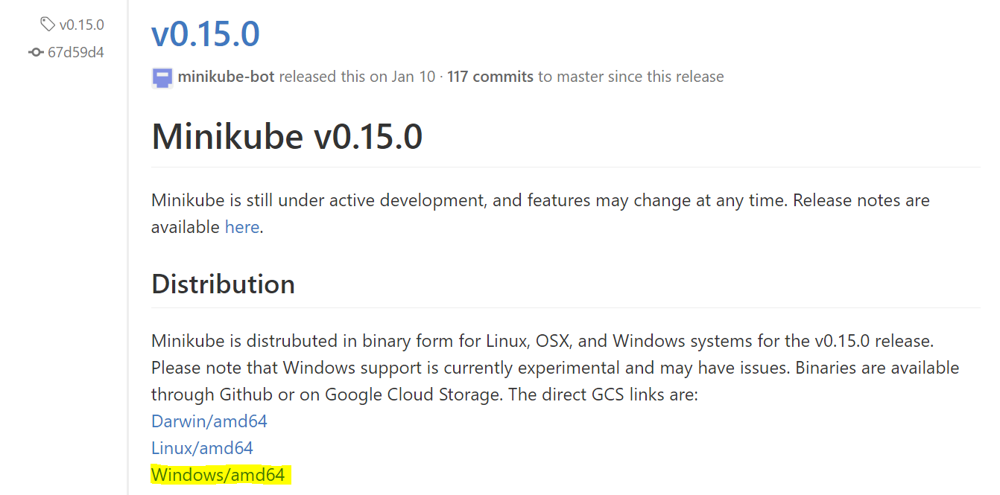 v0.15.0
67d59d4
v0.15.0
minikube-bot released this on Jan 10 · 117 commits to master since this release
Minikube v0.15.0
Minikube is still under active development, and features may change at any time. Release notes are
available here.
Distribution
Minikube is distrubuted in binary form for Linux, OSX, and Windows systems for the v0.15.0 release.
Please note that Windows support is currently experimental and may have issues. Binaries are available
through Github or on Google Cloud Storage. The direct GCS links are:
Darwin/amd64
Linux/amd64
Windows/amd64